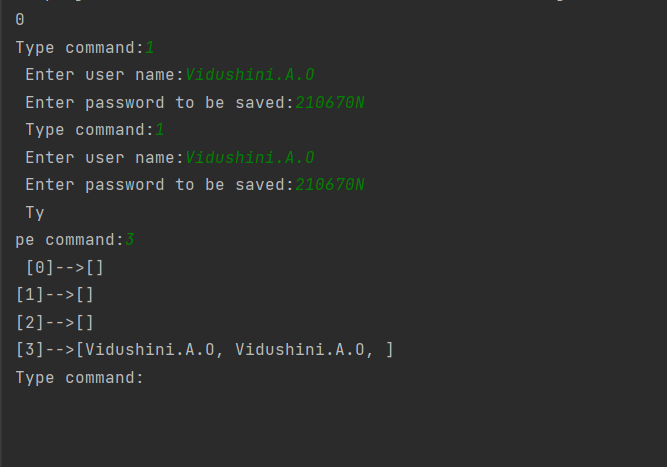 0
Type command:1
Enter user name:Vidushini.A.O
Enter password to be saved:210670N
Type command:1
Enter user name:Vidushini.A.O
Enter password to be saved:210670N
Ty
pe command:3
[0]-->[]
[1]-->[]
[2]-->[]
[3]-->[Vidushini.A.O, Vidushini.A.O, ]
Type command: